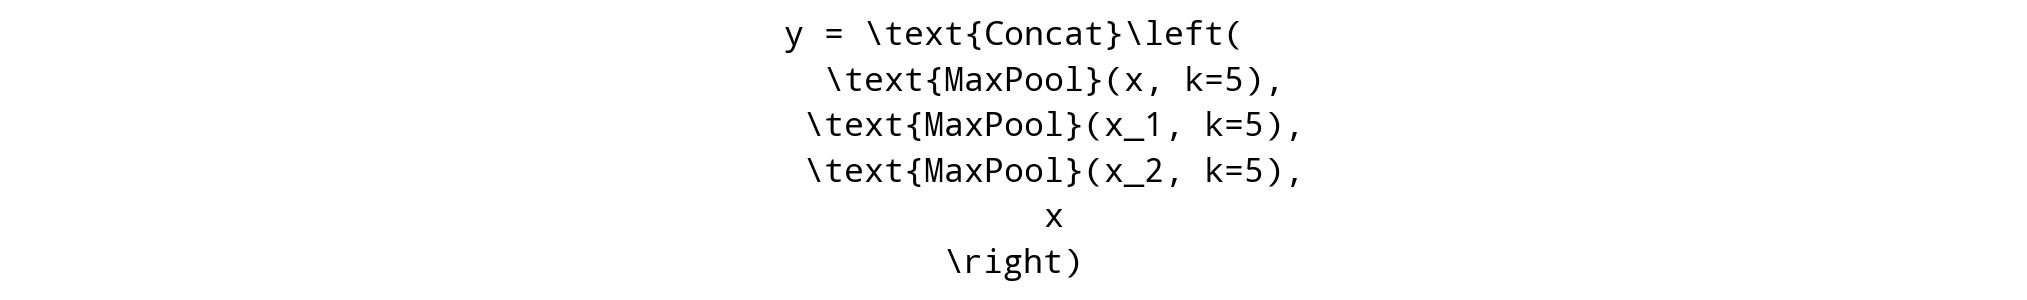 y = \text{Concat}\left(
\text{MaxPool}(x, k=5),
\text{MaxPool}(x_1, k=5),
\text{MaxPool}(x_2, k=5),
x
\right)